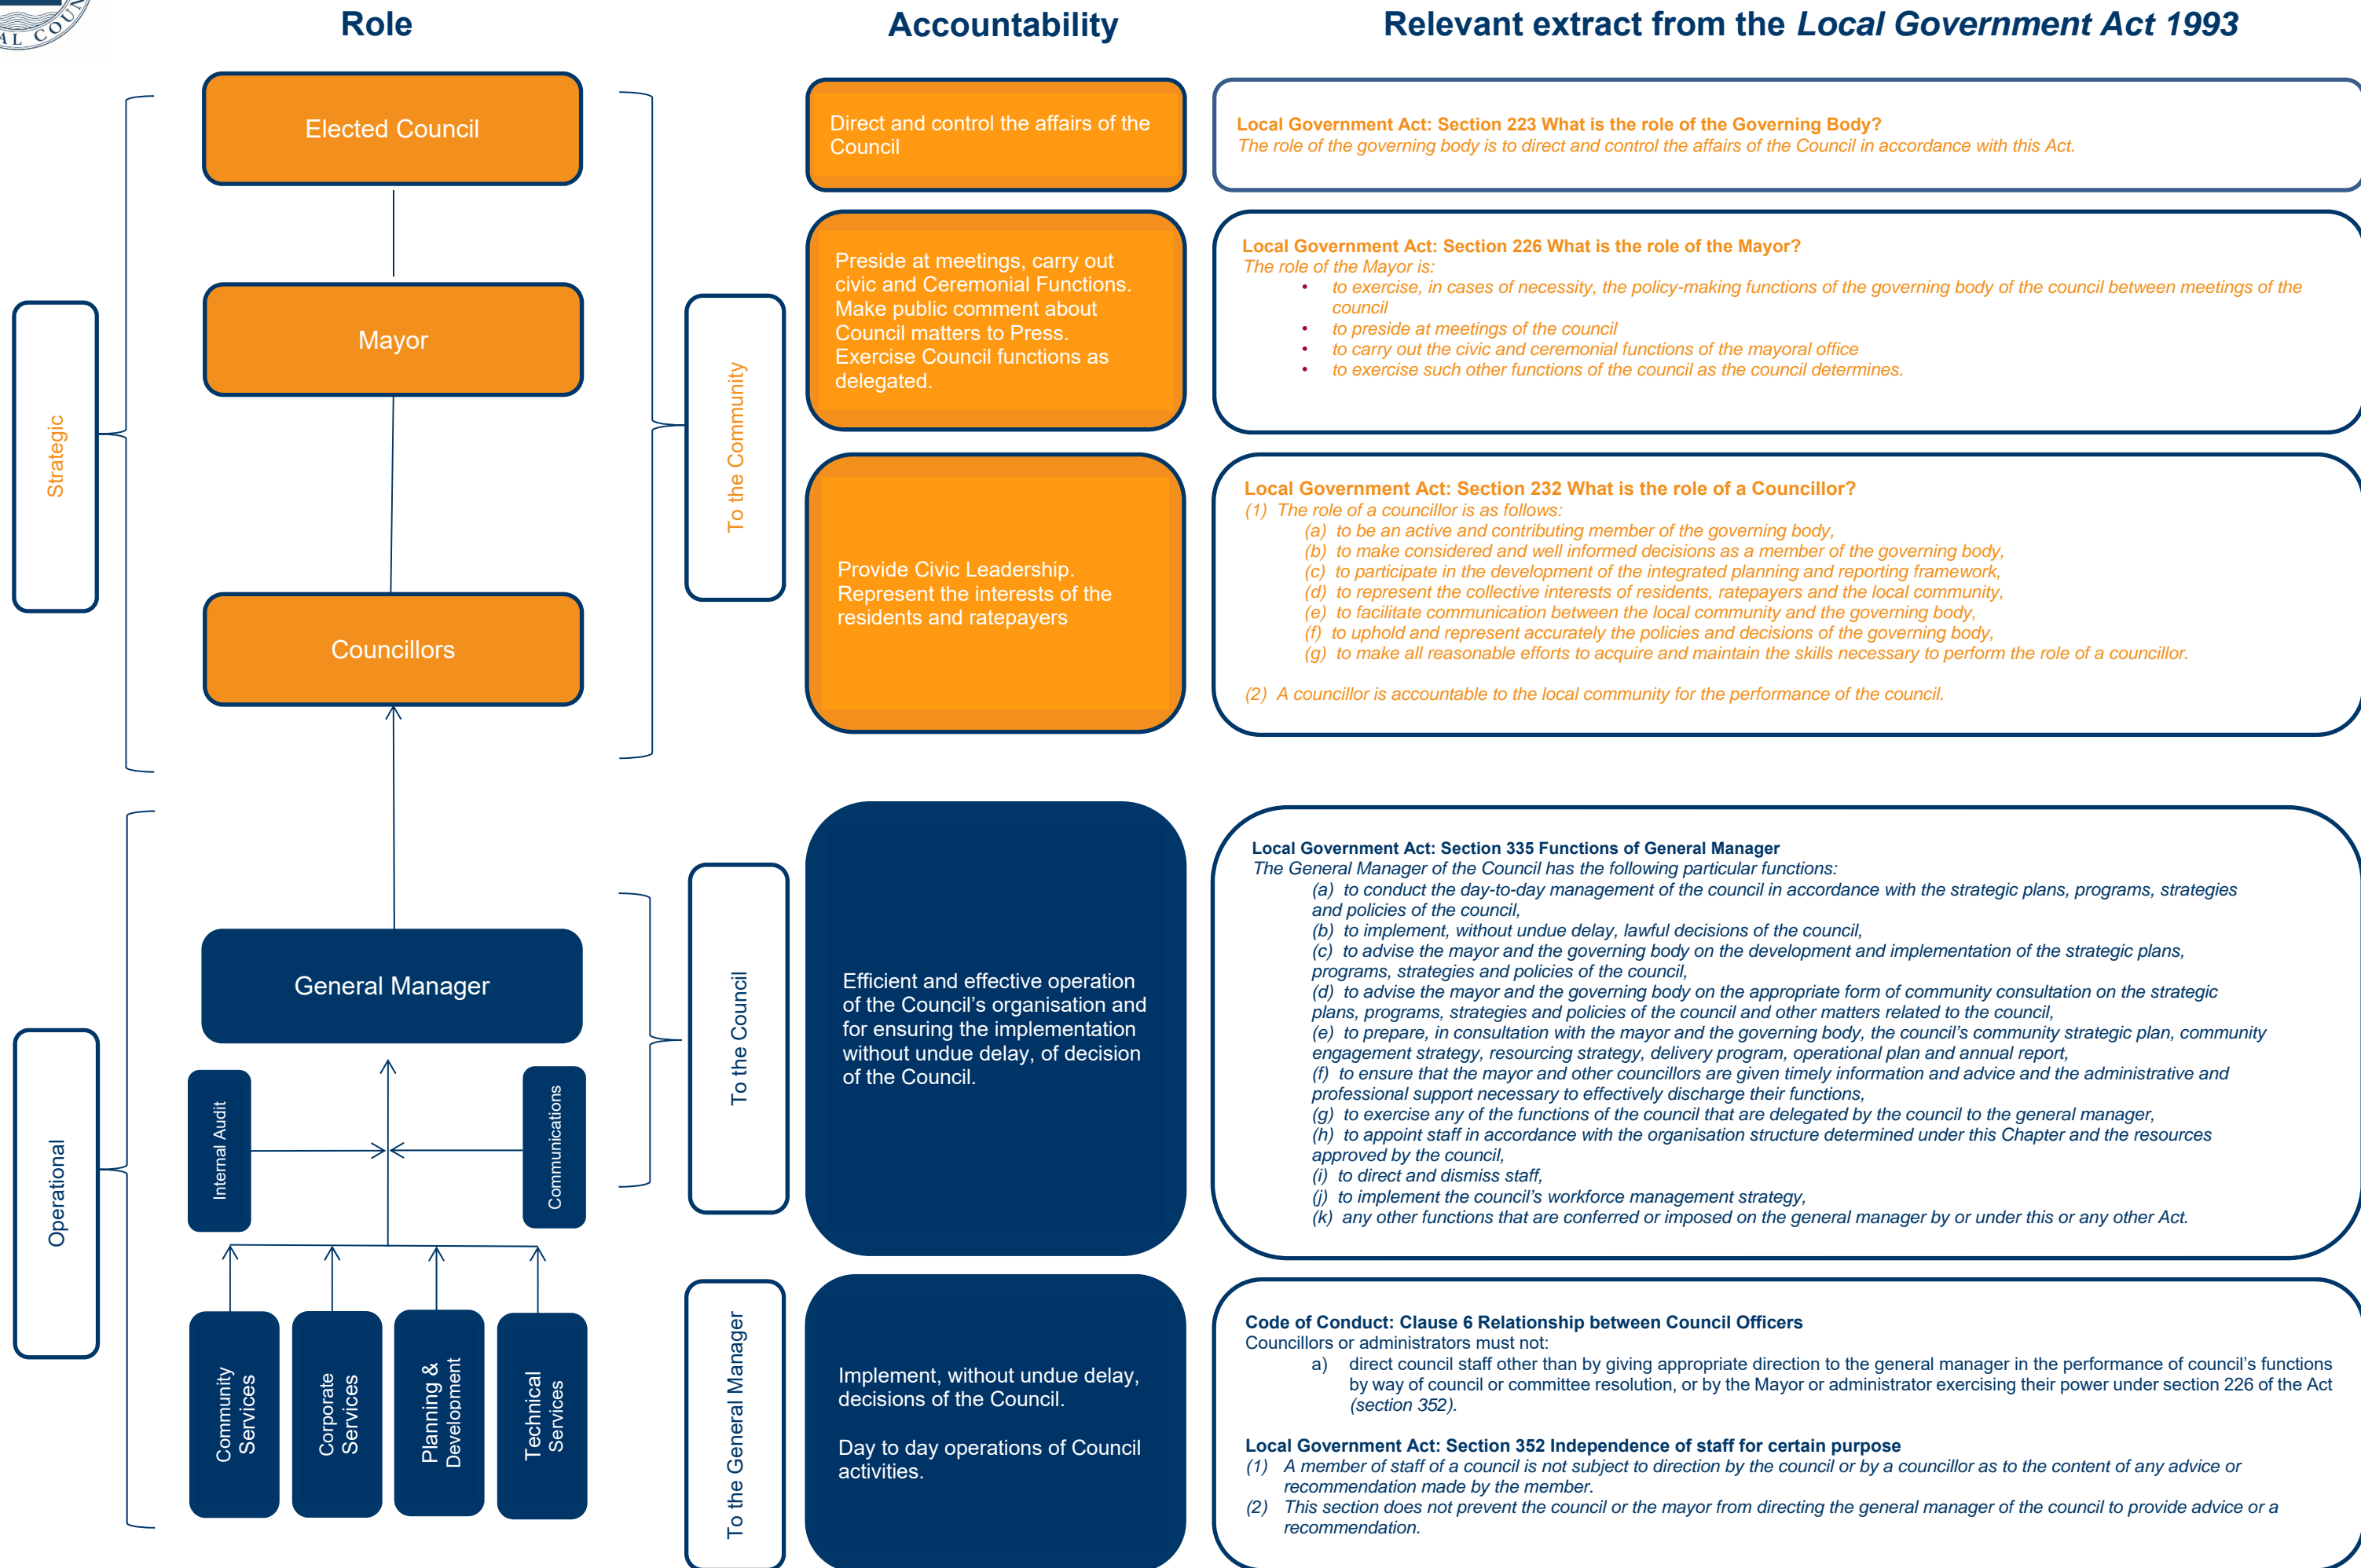 AL COUN
Role
Accountability
Relevant extract from the Local Government Act 1993
Strategic
Elected Council
Mayor
Councillors
To the Community
Direct and control the affairs of the
Council
Local Government Act: Section 223 What is the role of the Governing Body?
The role of the governing body is to direct and control the affairs of the Council in accordance with this Act.
Preside at meetings, carry out
civic and Ceremonial Functions.
Make public comment about
Council matters to Press.
Exercise Council functions as
delegated.
Local Government Act: Section 226 What is the role of the Mayor?
The role of the Mayor is:
• to exercise, in cases of necessity, the policy-making functions of the governing body of the council between meetings of the
council
• to preside at meetings of the council
• to carry out the civic and ceremonial functions of the mayoral office
• to exercise such other functions of the council as the council determines.
Provide Civic Leadership.
Represent the interests of the
residents and ratepayers
Local Government Act: Section 232 What is the role of a Councillor?
(1) The role of a councillor is as follows:
(a) to be an active and contributing member of the governing body,
(b) to make considered and well informed decisions as a member of the governing body,
(c) to participate in the development of the integrated planning and reporting framework,
(d) to represent the collective interests of residents, ratepayers and the local community,
(e) to facilitate communication between the local community and the governing body,
(f) to uphold and represent accurately the policies and decisions of the governing body,
(g) to make all reasonable efforts to acquire and maintain the skills necessary to perform the role of a councillor.
(2) A councillor is accountable to the local community for the performance of the council.
Operational
General Manager
Internal Audit
Communications
Community
Services
Corporate
Services
Planning &
Development
Technical
Services
To the Council
Efficient and effective operation
of the Council's organisation and
for ensuring the implementation
without undue delay, of decision
of the Council.
Local Government Act: Section 335 Functions of General Manager
The General Manager of the Council has the following particular functions:
(a) to conduct the day-to-day management of the council in accordance with the strategic plans, programs, strategies
and policies of the council,
(b) to implement, without undue delay, lawful decisions of the council,
(c) to advise the mayor and the governing body on the development and implementation of the strategic plans,
programs, strategies and policies of the council,
(d) to advise the mayor and the governing body on the appropriate form of community consultation on the strategic
plans, programs, strategies and policies of the council and other matters related to the council,
(e) to prepare, in consultation with the mayor and the governing body, the council's community strategic plan, community
engagement strategy, resourcing strategy, delivery program, operational plan and annual report,
(f) to ensure that the mayor and other councillors are given timely information and advice and the administrative and
professional support necessary to effectively discharge their functions,
(g) to exercise any of the functions of the council that are delegated by the council to the general manager,
(h) to appoint staff in accordance with the organisation structure determined under this Chapter and the resources
approved by the council,
(i) to direct and dismiss staff,
(j) to implement the council's workforce management strategy,
(k) any other functions that are conferred or imposed on the general manager by or under this or any other Act.
To the General Manager
Implement, without undue delay,
decisions of the Council.
Day to day operations of Council
activities.
Code of Conduct: Clause 6 Relationship between Council Officers
Councillors or administrators must not:
a) direct council staff other than by giving appropriate direction to the general manager in the performance of council's functions
by way of council or committee resolution, or by the Mayor or administrator exercising their power under section 226 of the Act
(section 352).
Local Government Act: Section 352 Independence of staff for certain purpose
(1) A member of staff of a council is not subject to direction by the council or by a councillor as to the content of any advice or
recommendation made by the member.
(2) This section does not prevent the council or the mayor from directing the general manager of the council to provide advice or a
recommendation.